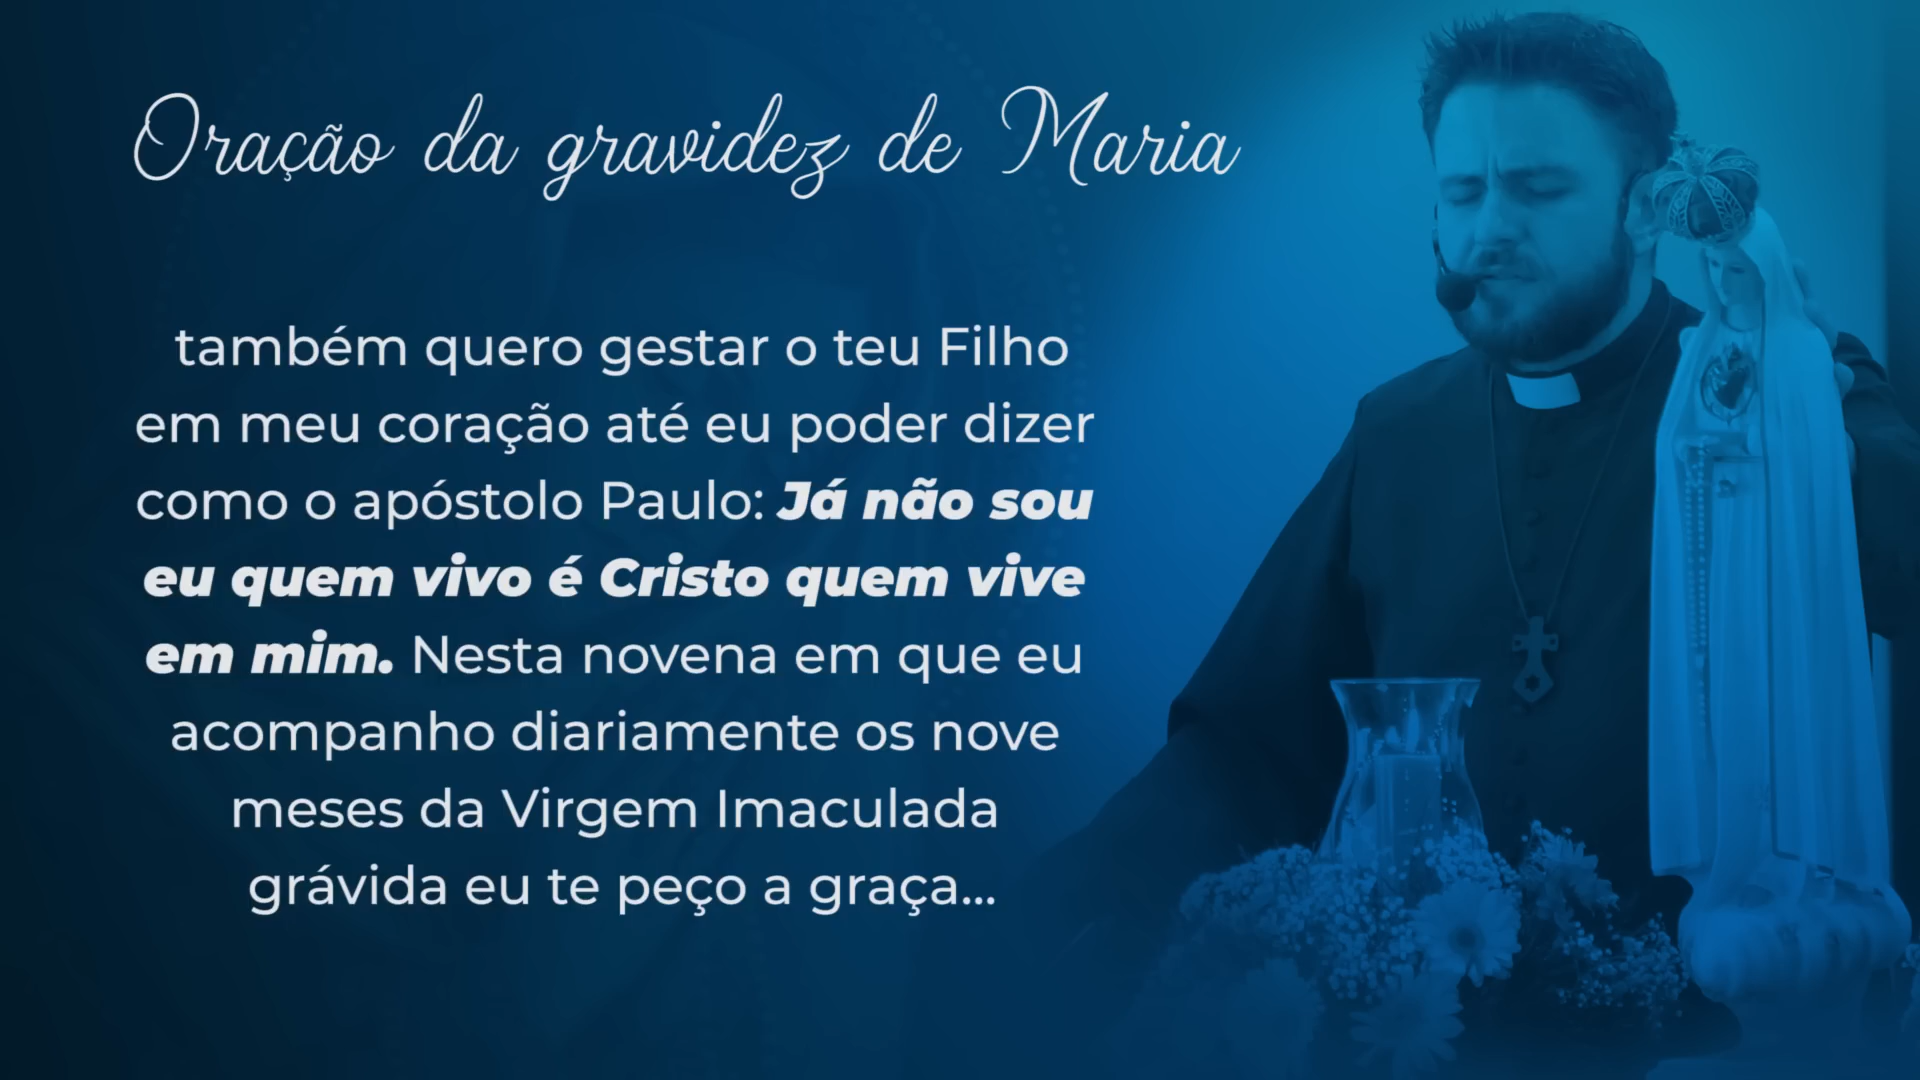 Oração da gravidez de Maria
também quero gestar o teu Filho
em meu coração até eu poder dizer
como o apóstolo Paulo: Já não sou
eu quem vivo é Cristo quem vive
em mim. Nesta novena em que eu
acompanho diariamente os nove
meses da Virgem Imaculada
grávida eu te peço a graça...